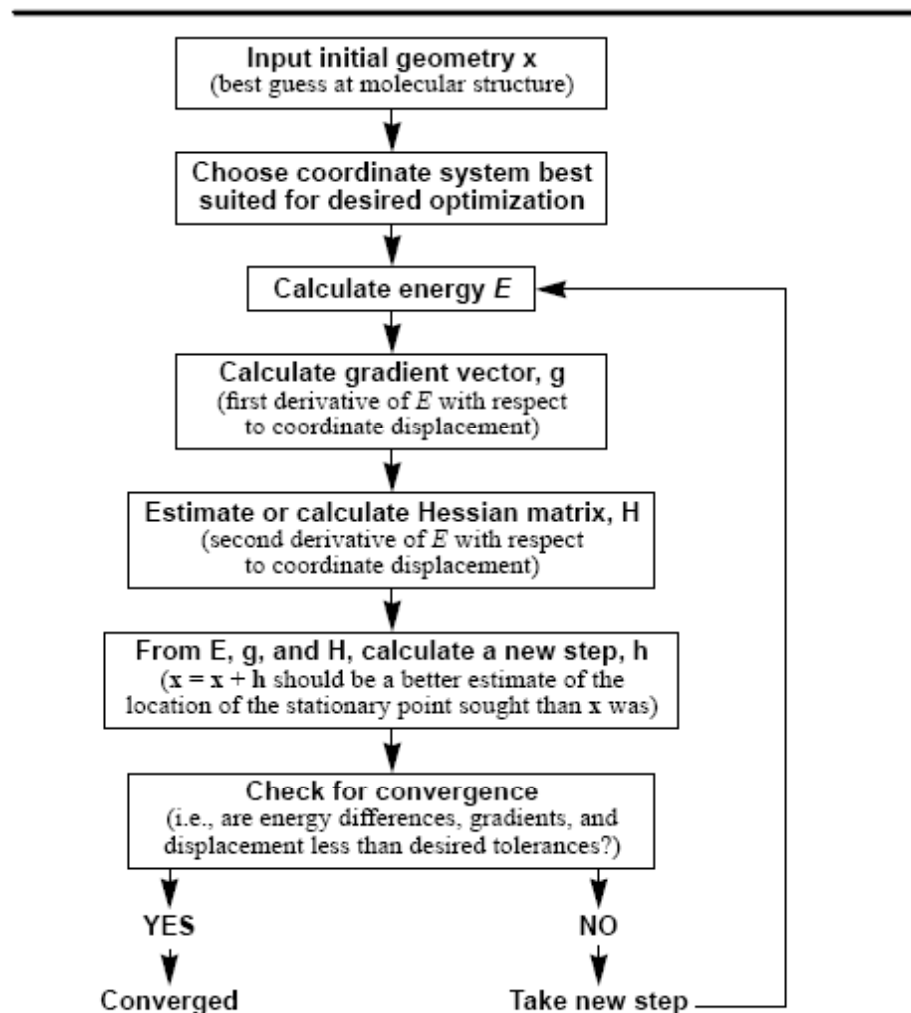 Input initial geometry x
(best guess at molecular structure)
Choose coordinate system best
suited for desired optimization
Calculate energy E
Calculate gradient vector, g
(first derivative of E with respect
to coordinate displacement)
Estimate or calculate Hessian matrix, H
(second derivative of E with respect
to coordinate displacement)
From E, g, and H, calculate a new step, h
(x = x + h should be a better estimate of the
location of the stationary point sought than x was)
Check for convergence
(i.e., are energy differences, gradients, and
displacement less than desired tolerances?)
YES
NO
Converged
Take new step